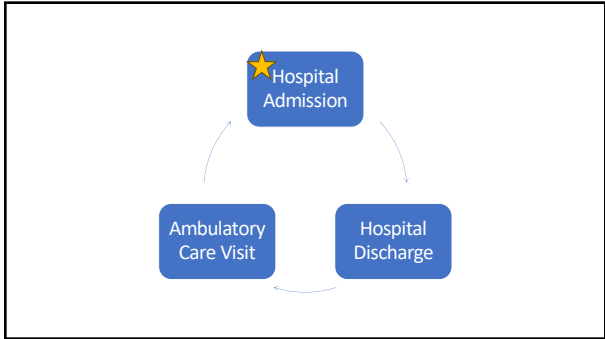 Hospital
Admission
Ambulatory
Care Visit
Hospital
Discharge